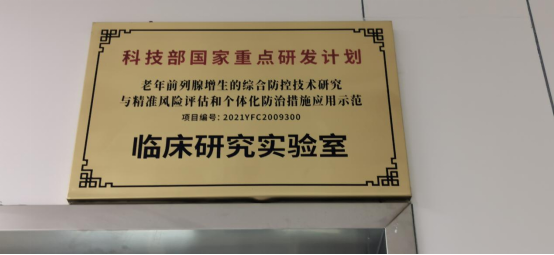 科技部国家重点研发计划
老年前列腺增生的综合防控技术研究
与精准风险评估和个体化防治措施应用示范
项目编号：2021YFC2009300
临床研究实验室